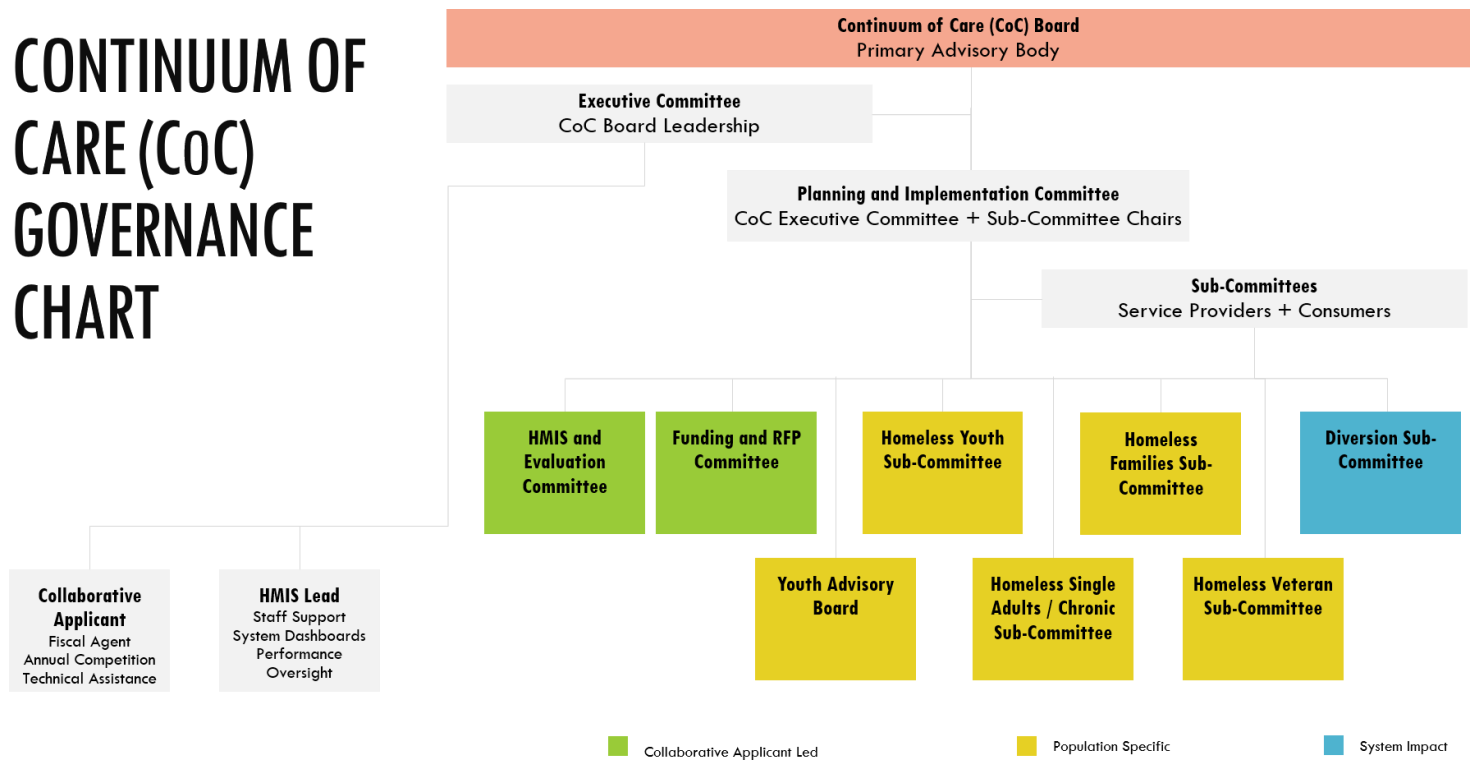 CONTINUUM OF
CARE (CoC)
GOVERNANCE
CHART
Continuum of Care (CoC) Board
Primary Advisory Body
Executive Committee
CoC Board Leadership
Planning and Implementation Committee
CoC Executive Committee + Sub-Committee Chairs
Sub-Committees
Service Providers + Consumers
HMIS and
Evaluation
Committee
Funding and RFP
Committee
Homeless Youth
Sub-Committee
Homeless
Families Sub-
Committee
Diversion Sub-
Committee
Youth Advisory
Board
Homeless Single
Adults / Chronic
Sub-Committee
Homeless Veteran
Sub-Committee
Collaborative
Applicant
Fiscal Agent
Annual Competition
Technical Assistance
HMIS Lead
Staff Support
System Dashboards
Performance
Oversight
Collaborative Applicant Led
Population Specific
System Impact